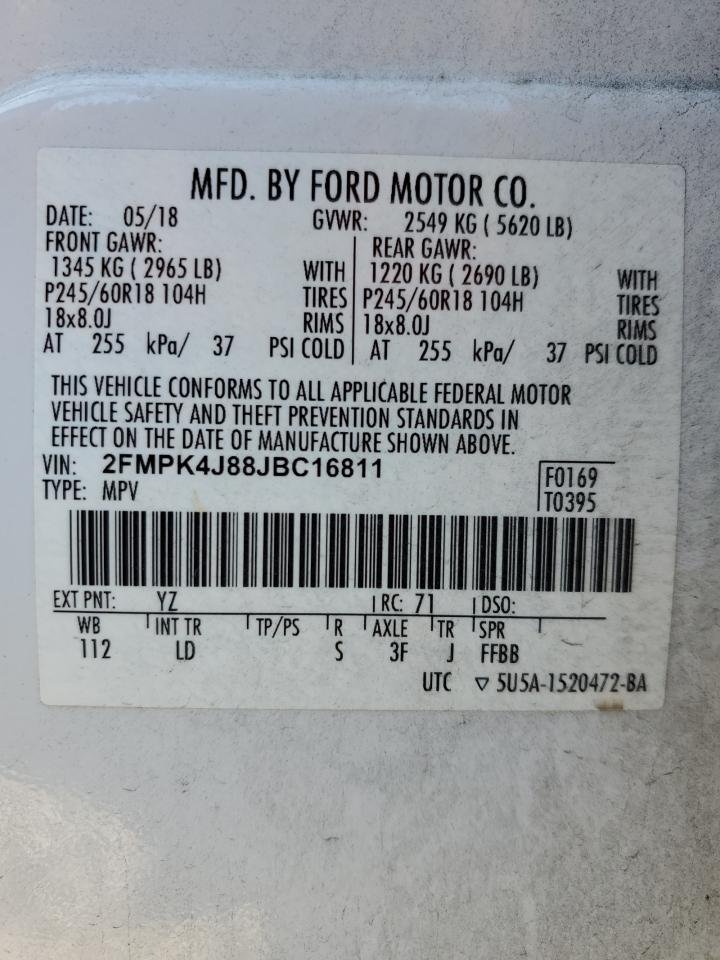 MFD. BY FORD MOTOR CO.
DATE: 05/18 GVWR: 2549 KG ( 5620 LB)
FRONT GAWR: REAR GAWR:
1345 KG ( 2965 LB) WITH 1220 KG ( 2690 LB) WITH
P245/60R18 104H TIRES P245/60R18 104H TIRES
18x8.0J RIMS 18x8.0J RIMS
AT 255 kPa/ 37 PSI COLD AT 255 kPa/ 37 PSI COLD
THIS VEHICLE CONFORMS TO ALL APPLICABLE FEDERAL MOTOR
VEHICLE SAFETY AND THEFT PREVENTION STANDARDS IN
EFFECT ON THE DATE OF MANUFACTURE SHOWN ABOVE.
VIN: 2FMPK4J88JBC16811 F0169
TYPE: MPV T0395
EXT PNT: YZ RC: 71 DSO:
WB INT TR TP/PS R AXLE TR SPR
112 LD S 3F J FFBB
UTC ▽ 5U5A-1520472-BA